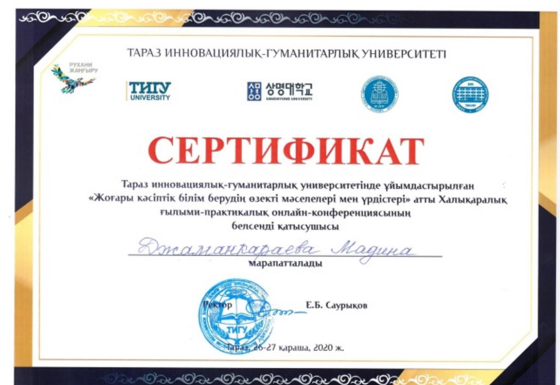 ТАРАЗ ИННОВАЦИЯЛЫҚ-ГУМАНИТАРЛЫҚ УНИВЕРСИТЕТІ
РУХАНИ
ЖАҢҒЫРУ
ТИГУ
UNIVERSITY
상명대학교
SANGMYUNG UNIVERSITY
СЕРТИФИКАТ
Тараз инновациялық-гуманитарлық университетінде ұйымдастырылған
«Жоғары кәсіптік білім берудің өзекті мәселелері мен үрдістері» атты Халықаралық
ғылыми-практикалық онлайн-конференциясының
белсенді қатысушысы
Джаманкараева Мадина
марапатталады
Ректор Е.Б. Саурықов
ТИГУ
Тараз, 26-27 қараша, 2020 ж.